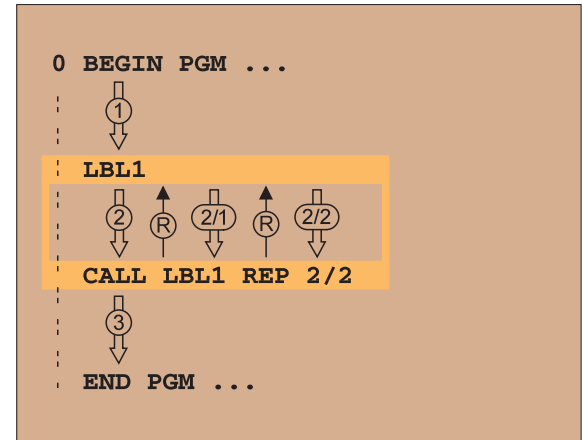 0 BEGIN PGM ...
1
LBL1
2 R 2/1 R 2/2
CALL LBL1 REP 2/2
3
END PGM ...